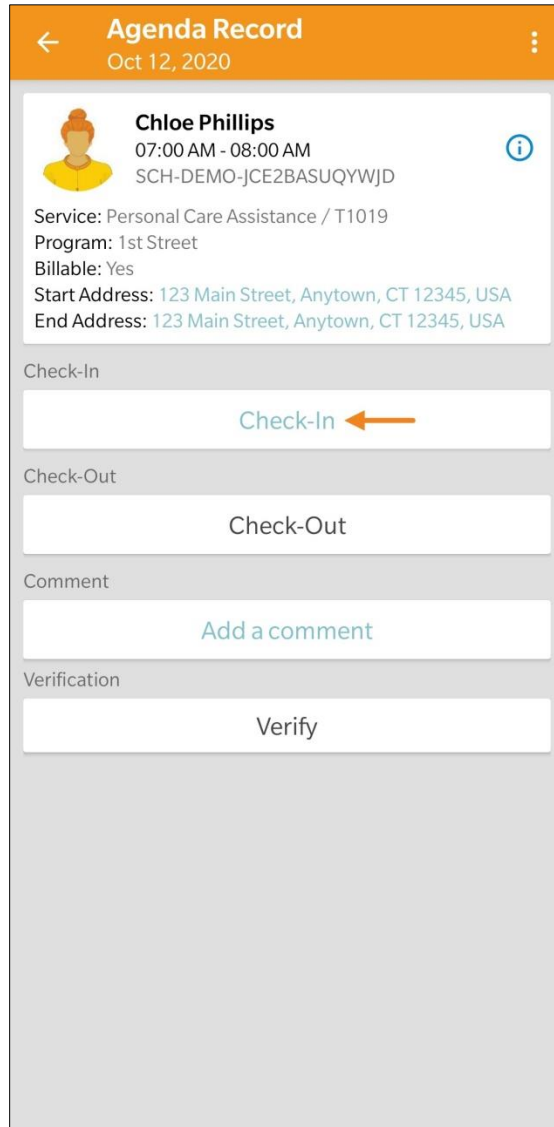 Agenda Record
Oct 12, 2020
Chloe Phillips
07:00 AM - 08:00 AM
SCH-DEMO-JCE2BASUQYWJD
Service: Personal Care Assistance / T1019
Program: 1st Street
Billable: Yes
Start Address: 123 Main Street, Anytown, CT 12345, USA
End Address: 123 Main Street, Anytown, CT 12345, USA
Check-In
Check-In
Check-Out
Check-Out
Comment
Add a comment
Verification
Verify